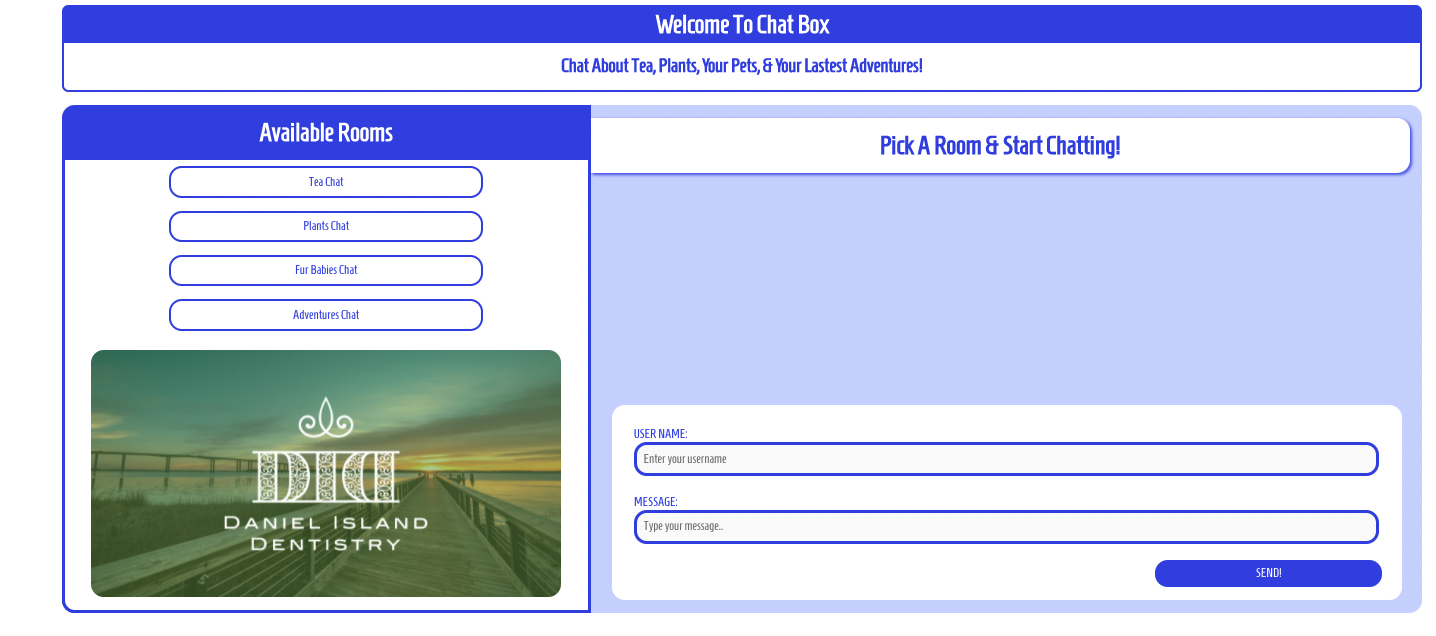 Welcome To Chat Box
Chat About Tea, Plants, Your Pets, & Your Lastest Adventures!
Available Rooms
Tea Chat
Plants Chat
Fur Babies Chat
Adventures Chat
DID
DANIEL ISLAND
DENTISTRY
Pick A Room & Start Chatting!
USER NAME:
Enter your username
MESSAGE:
Type your message..
SEND!